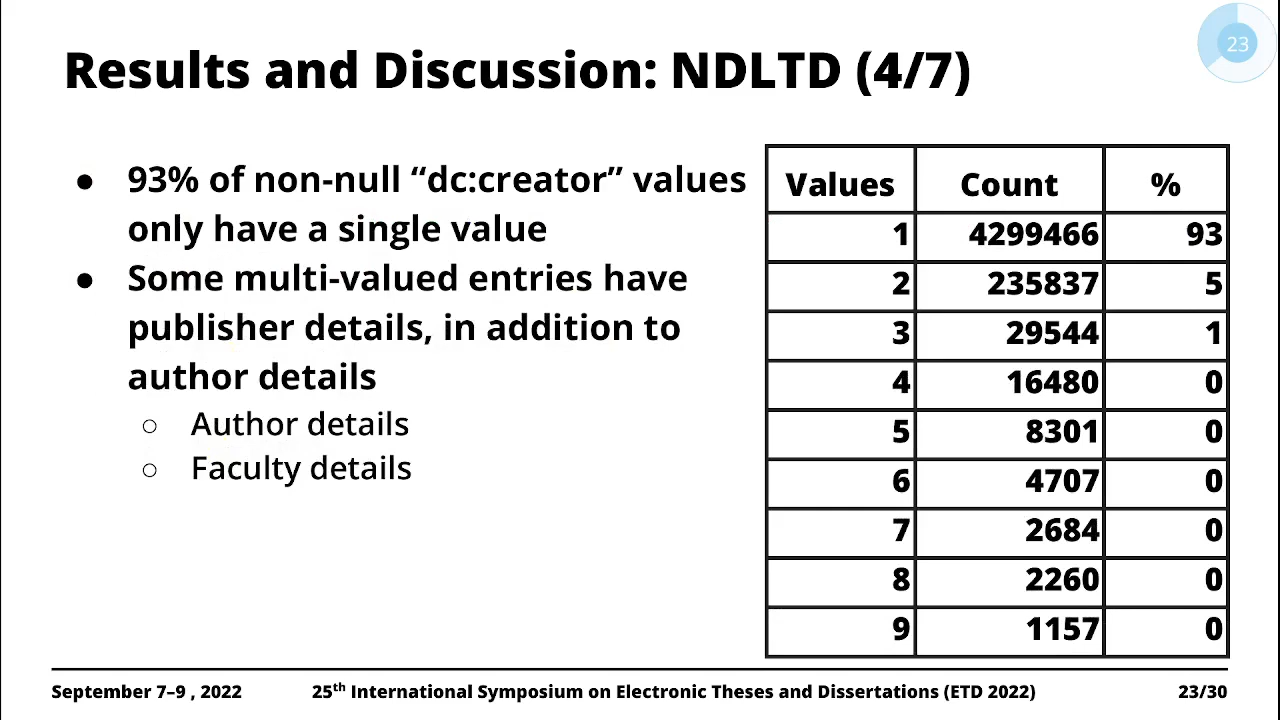 23
Results and Discussion: NDLTD (4/7)
● 93% of non-null “dc:creator” values
only have a single value
● Some multi-valued entries have
publisher details, in addition to
author details
○ Author details
○ Faculty details
Values Count %
1 4299466 93
2 235837 5
3 29544 1
4 16480 0
5 8301 0
6 4707 0
7 2684 0
8 2260 0
9 1157 0
September 7–9 , 2022 25th International Symposium on Electronic Theses and Dissertations (ETD 2022) 23/30